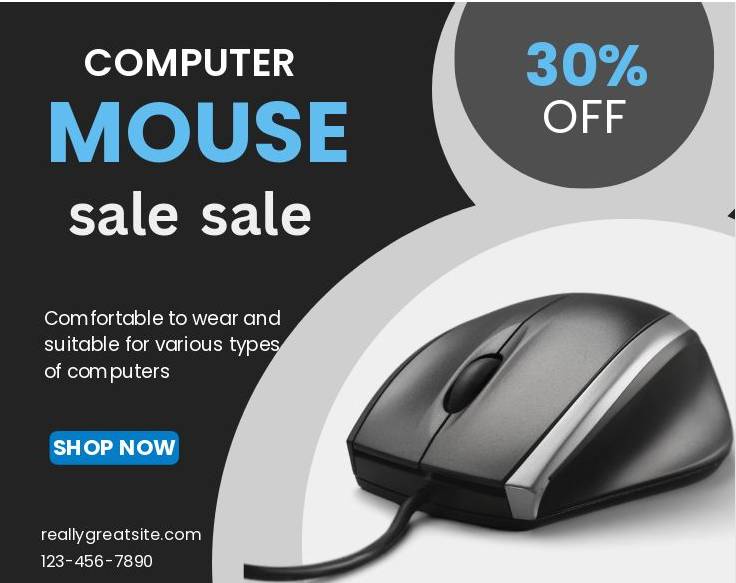 COMPUTER
MOUSE
sale sale
30%
OFF
Comfortable to wear and
suitable for various types
of computers
SHOP NOW
reallygreatsite.com
123-456-7890